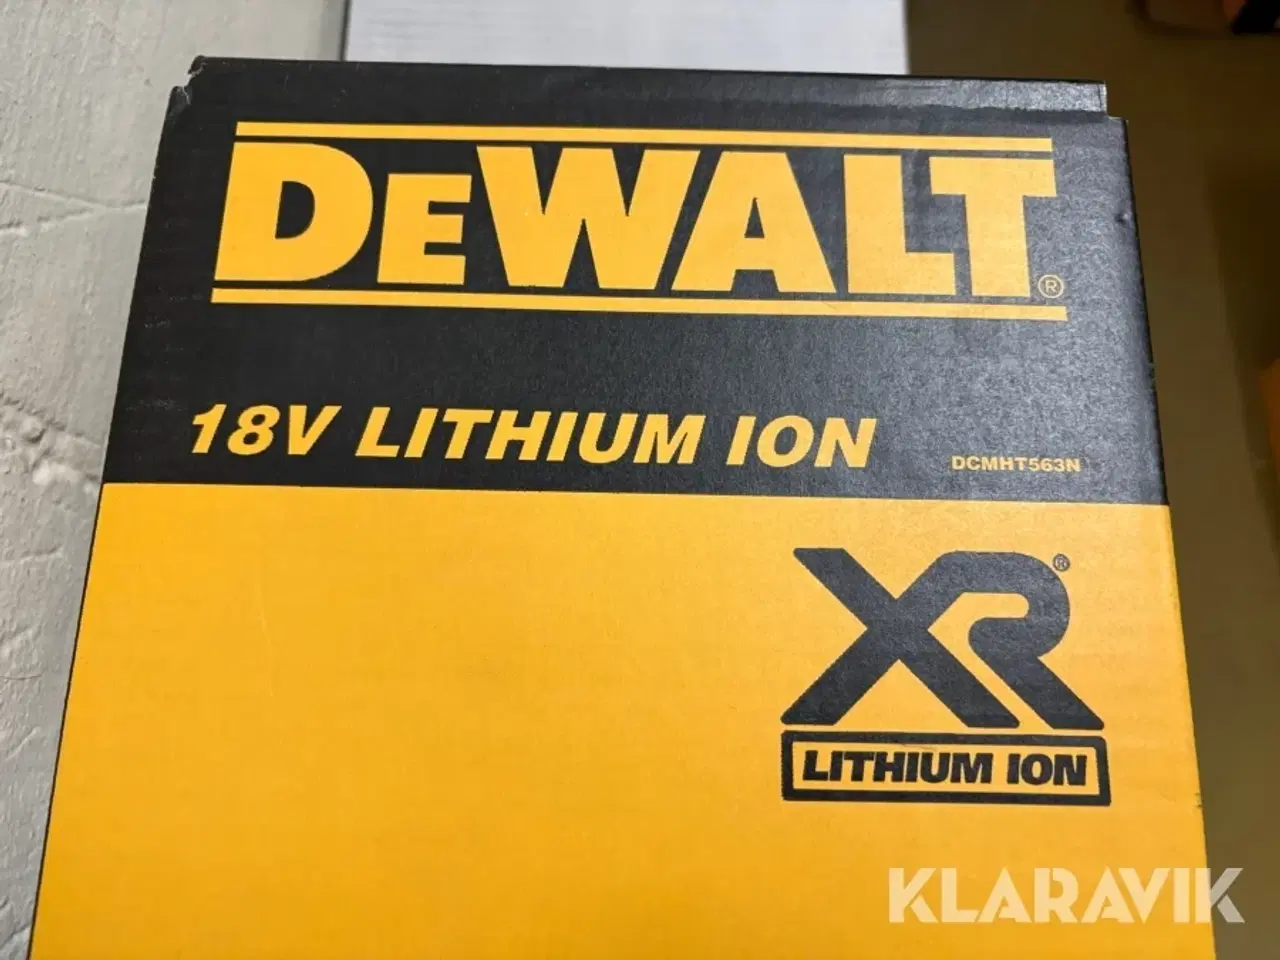 DEWALT®
18V LITHIUM ION
DCMHT563N
XR®
LITHIUM ION
KLARAVIK